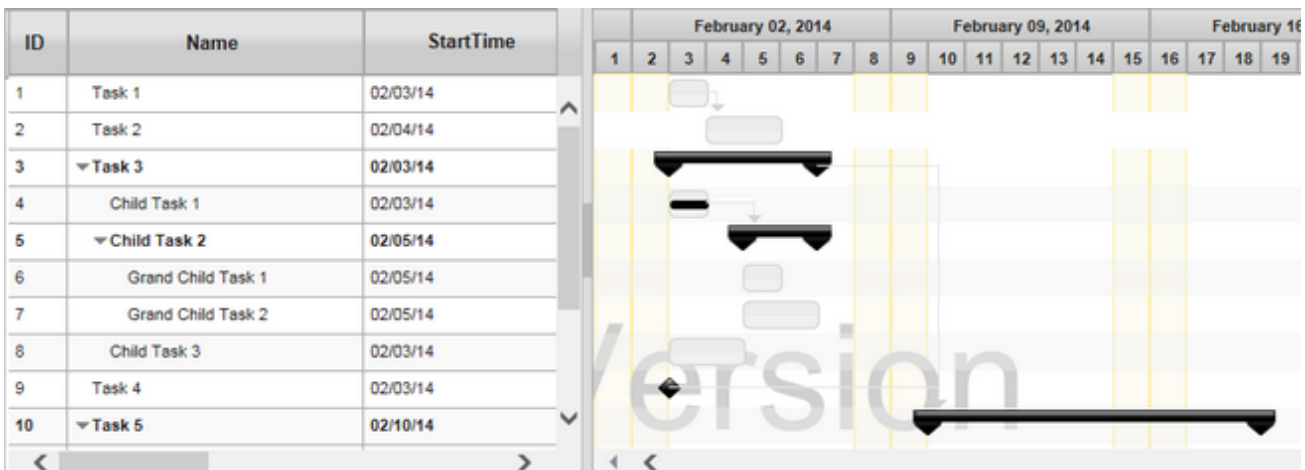 ID Name StartTime
1 Task 1 02/03/14
2 Task 2 02/04/14
3 Task 3 02/03/14
4 Child Task 1 02/03/14
5 Child Task 2 02/05/14
6 Grand Child Task 1 02/05/14
7 Grand Child Task 2 02/05/14
8 Child Task 3 02/03/14
9 Task 4 02/03/14
10 Task 5 02/10/14
February 02, 2014 February 09, 2014 February 16
1 2 3 4 5 6 7 8 9 10 11 12 13 14 15 16 17 18 19
Version